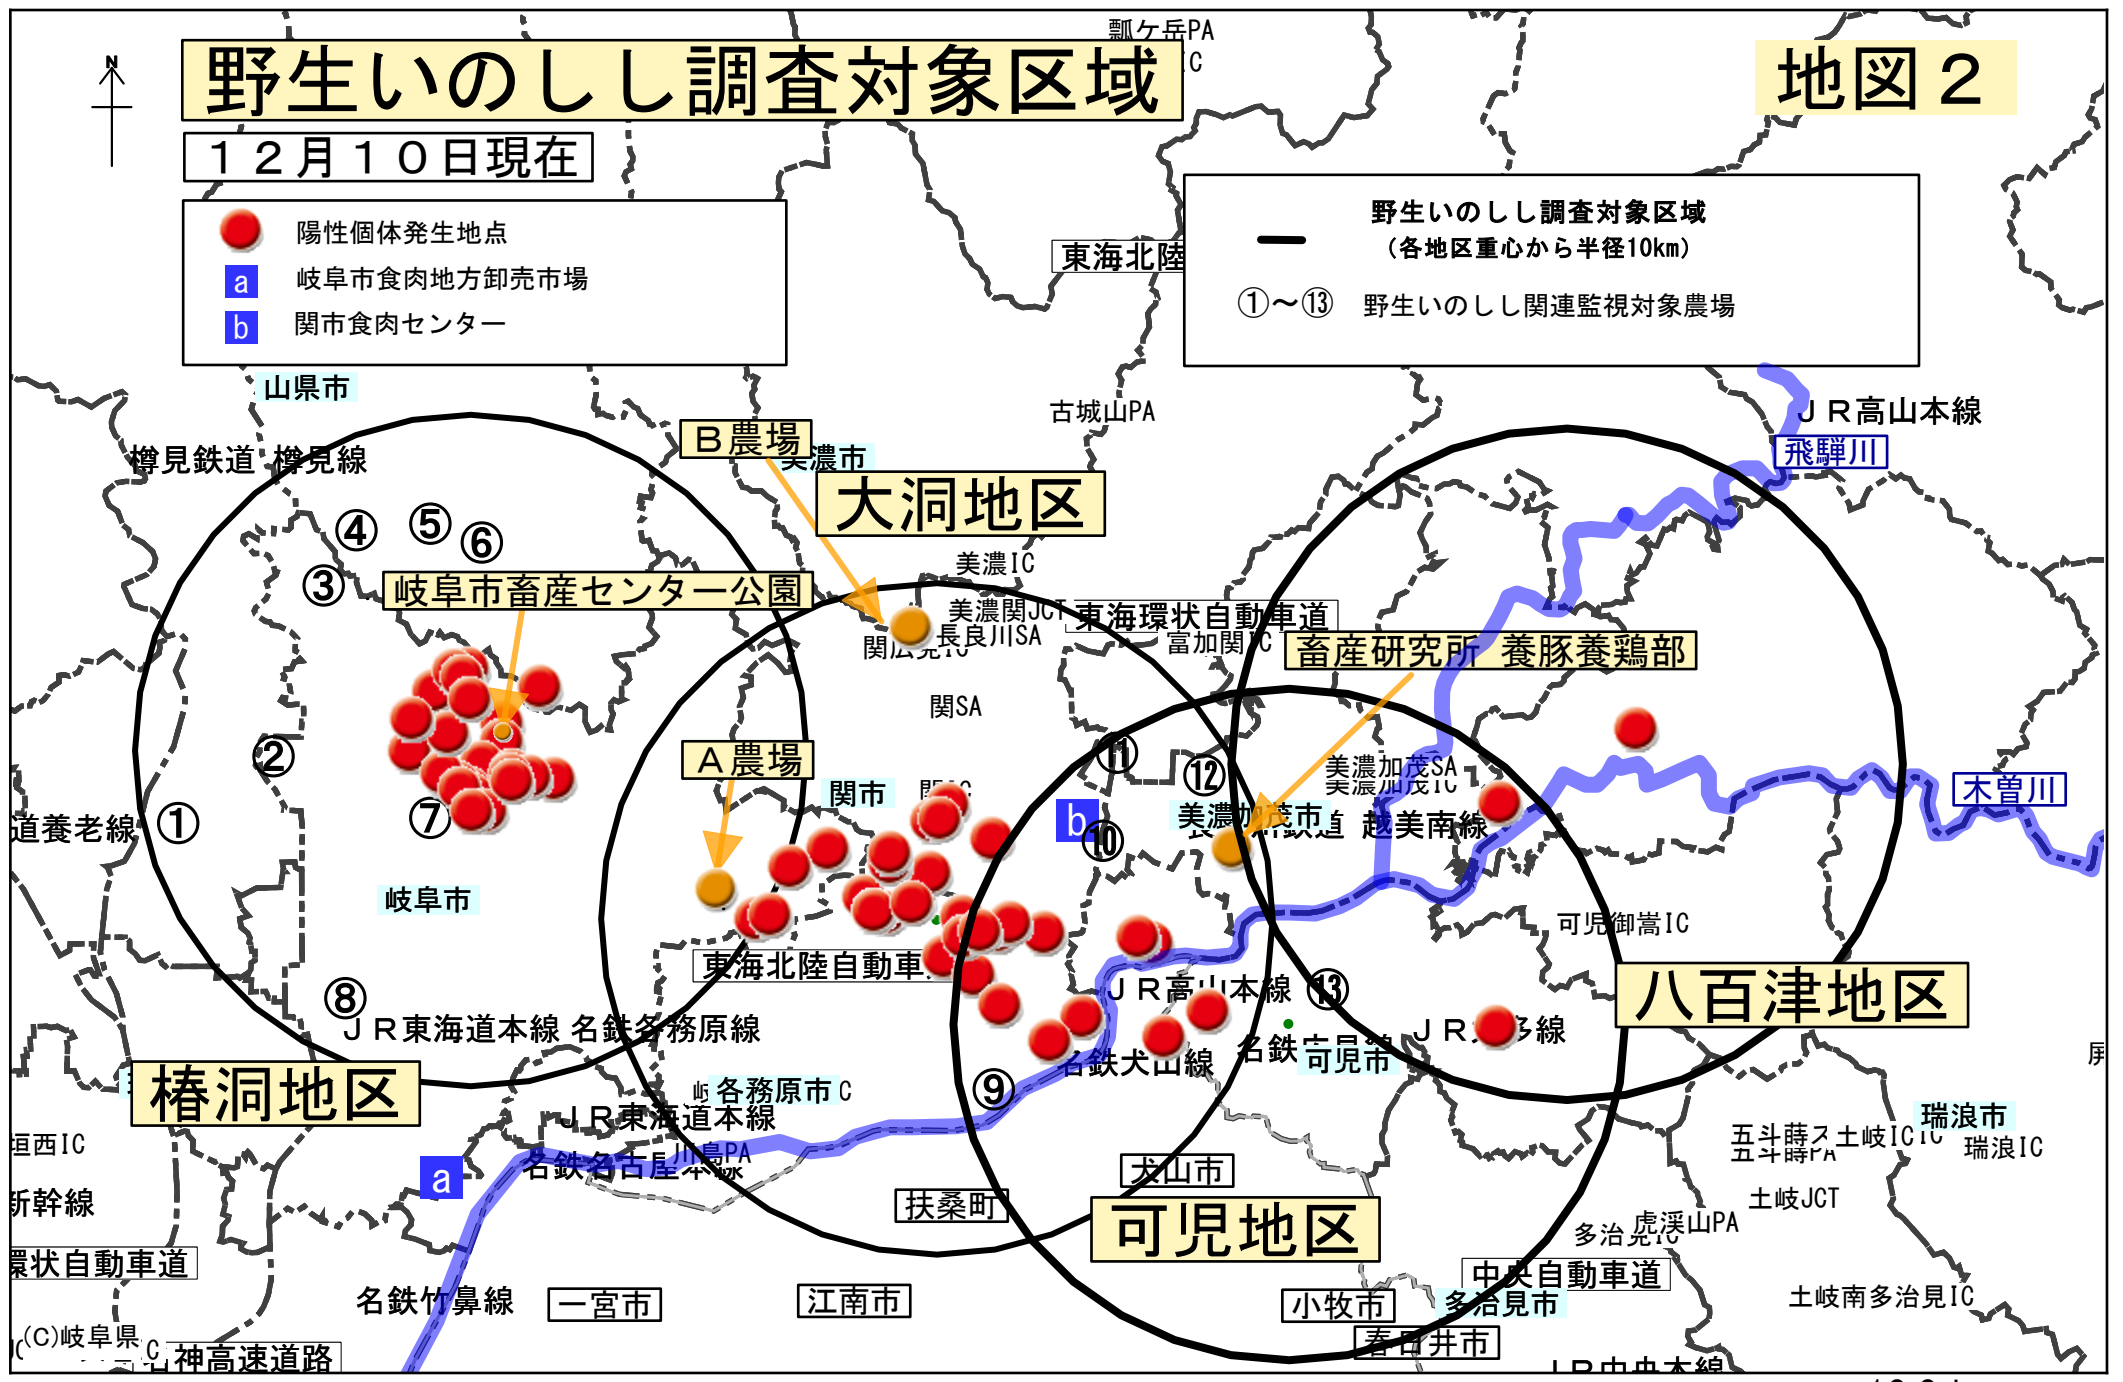 瓢ケ岳PA
IC
N
野生いのしし調査対象区域
地図２
１２月１０日現在
陽性個体発生地点
a 岐阜市食肉地方卸売市場
b 関市食肉センター
野生いのしし調査対象区域
（各地区重心から半径10km）
①～⑬ 野生いのしし関連監視対象農場
東海北陸
山県市
古城山PA
ＪＲ高山本線
飛騨川
Ｂ農場
美濃市
樽見鉄道 樽見線
大洞地区
④
⑤
⑥
③
美濃IC
岐阜市畜産センター公園
美濃関JCT
東海環状自動車道
長良川SA
富加関IC
畜産研究所 養豚養鶏部
関SA
②
Ａ農場
⑪
⑫
美濃加茂SA
美濃加茂IC
木曽川
関市
①
⑦
b
⑩
美濃加茂市
越美南線
道養老線
岐阜市
可児御嵩IC
東海北陸自動車
八百津地区
⑧
ＪＲ高山本線
⑬
ＪＲ東海道本線 名鉄各務原線
名鉄犬山線
可児市
椿洞地区
各務原市
⑨
ＪＲ東海道本線
瑞浪市
垣西IC
土岐IC
瑞浪IC
川島PA
名鉄名古屋本線
a
犬山市
新幹線
扶桑町
可児地区
土岐JCT
虎渓山PA
多治見IC
環状自動車道
中央自動車道
名鉄竹鼻線
一宮市
江南市
小牧市
多治見市
土岐南多治見IC
(C)岐阜県
春日井市
名神高速道路
ＪＲ中央本線